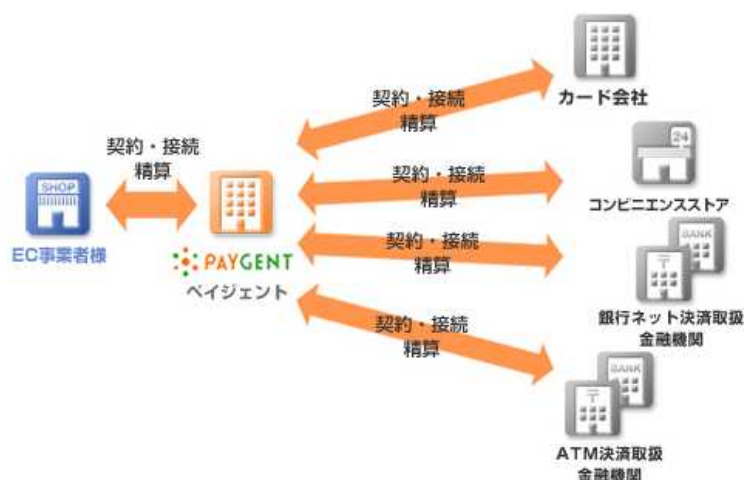 カード会社
契約・接続
精算
24
コンビニエンスストア
契約・接続
精算
契約・接続
精算
SHOP
EC事業者様
PAYGENT
ペイジェント
契約・接続
精算
BANK
〒
銀行ネット決済取扱
金融機関
契約・接続
精算
BANK
〒
ATM決済取扱
金融機関